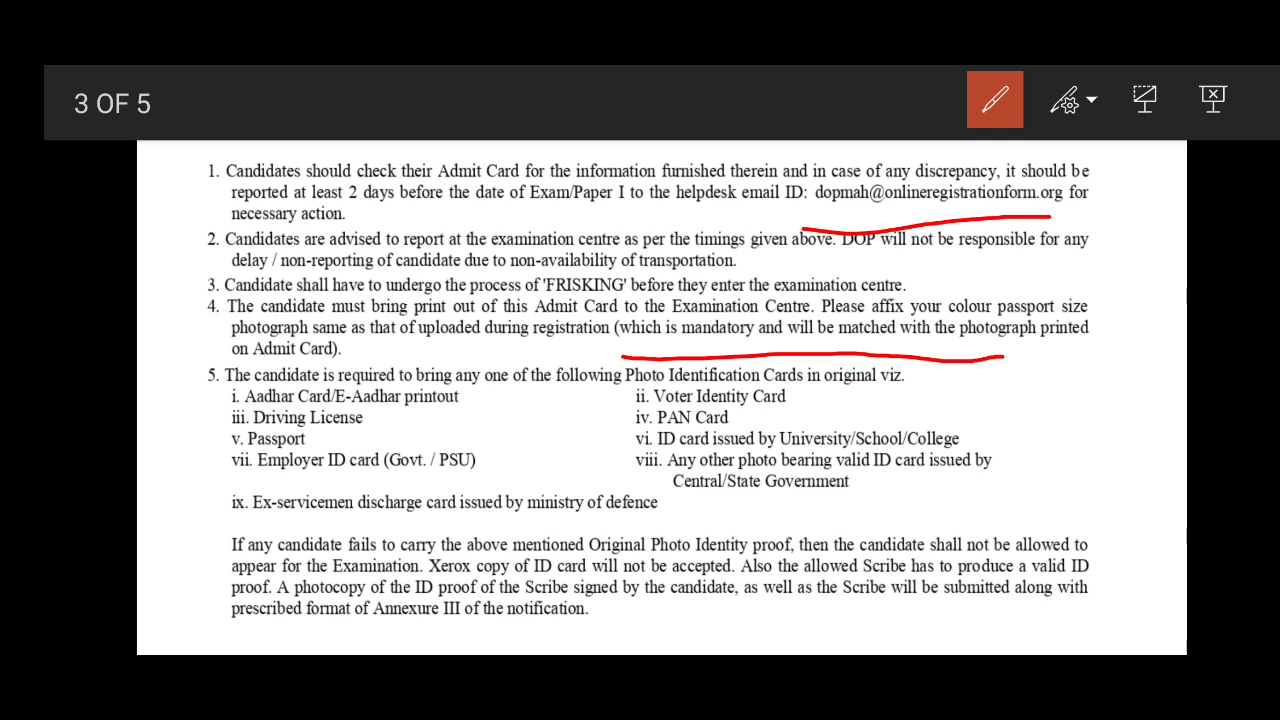 3 OF 5
1. Candidates should check their Admit Card for the information furnished therein and in case of any discrepancy, it should be
reported at least 2 days before the date of Exam/Paper I to the helpdesk email ID: dopmah@onlineregistrationform.org for
necessary action.
2. Candidates are advised to report at the examination centre as per the timings given above. DOP will not be responsible for any
delay / non-reporting of candidate due to non-availability of transportation.
3. Candidate shall have to undergo the process of 'FRISKING' before they enter the examination centre.
4. The candidate must bring print out of this Admit Card to the Examination Centre. Please affix your colour passport size
photograph same as that of uploaded during registration (which is mandatory and will be matched with the photograph printed
on Admit Card).
5. The candidate is required to bring any one of the following Photo Identification Cards in original viz.
i. Aadhar Card/E-Aadhar printout ii. Voter Identity Card
iii. Driving License iv. PAN Card
v. Passport vi. ID card issued by University/School/College
vii. Employer ID card (Govt. / PSU) viii. Any other photo bearing valid ID card issued by
Central/State Government
ix. Ex-servicemen discharge card issued by ministry of defence
If any candidate fails to carry the above mentioned Original Photo Identity proof, then the candidate shall not be allowed to
appear for the Examination. Xerox copy of ID card will not be accepted. Also the allowed Scribe has to produce a valid ID
proof. A photocopy of the ID proof of the Scribe signed by the candidate, as well as the Scribe will be submitted along with
prescribed format of Annexure III of the notification.